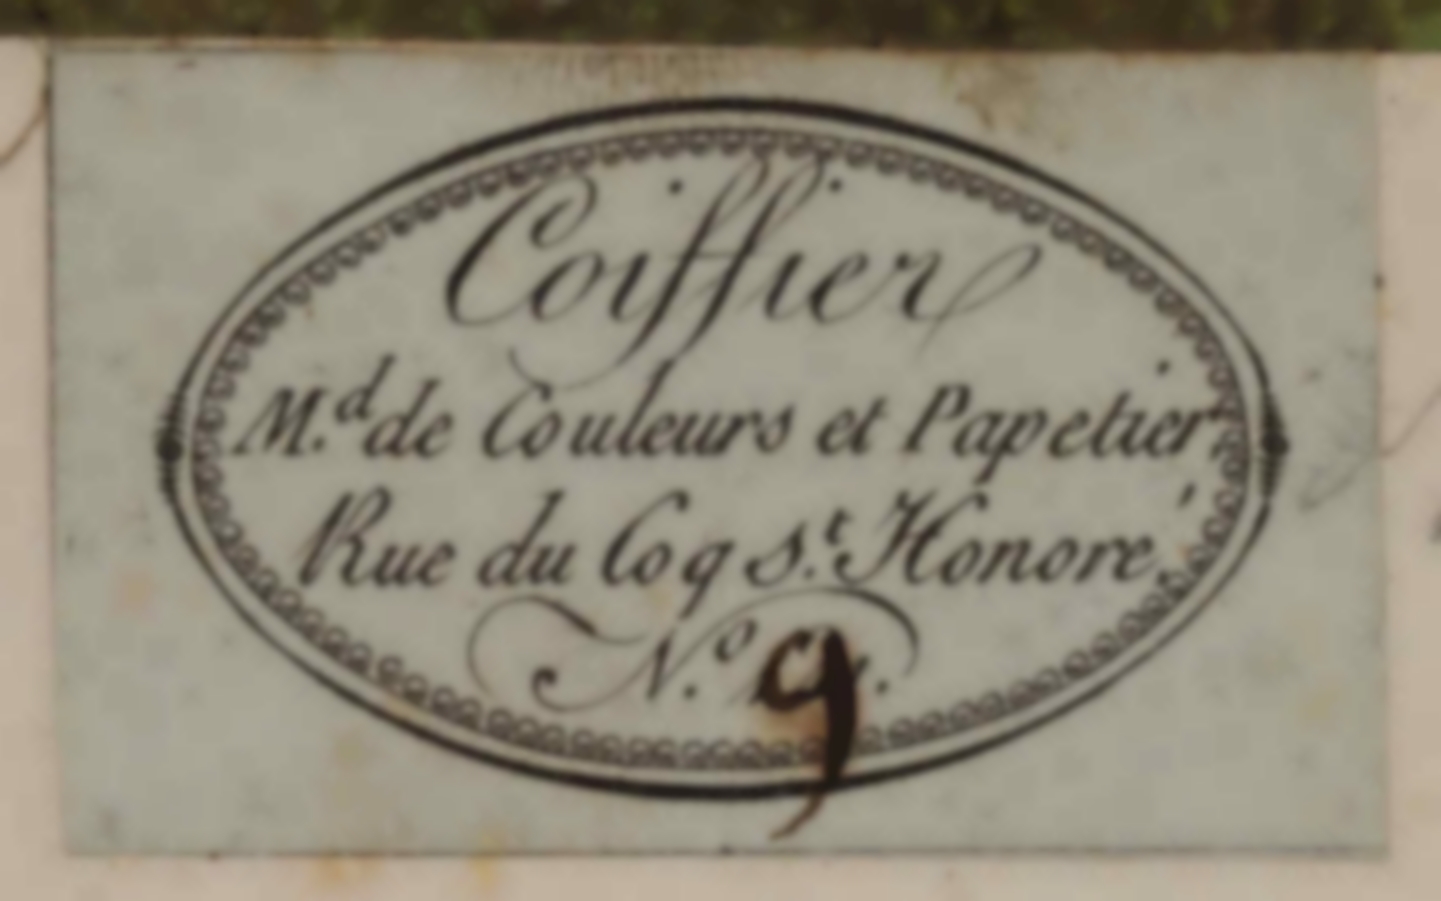 Coiffier
M.d de Couleurs et Papetier
Rue du Coq S.t Honoré,
N.o 9